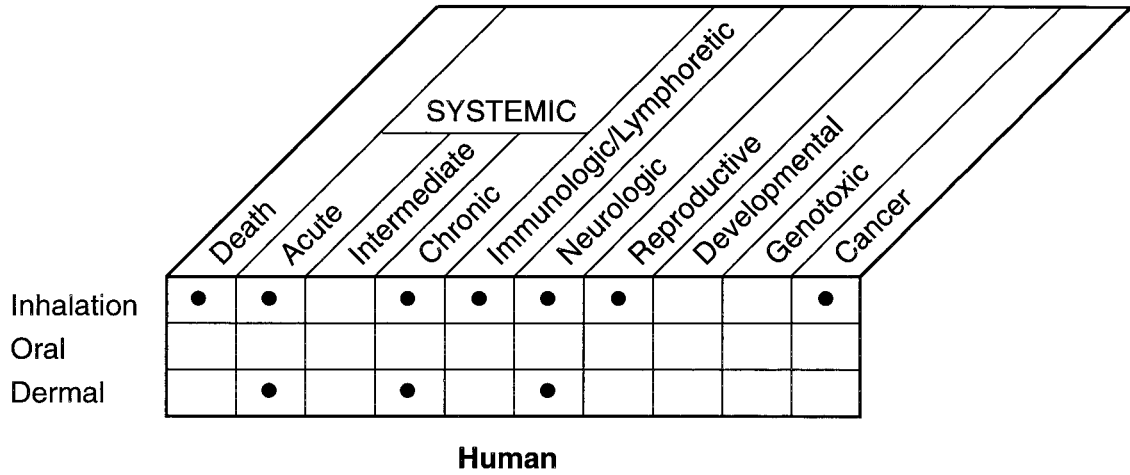 SYSTEMIC
Death
Acute
Intermediate
Chronic
Immunologic/Lymphoretic
Neurologic
Reproductive
Developmental
Genotoxic
Cancer
Inhalation
Oral
Dermal
Human